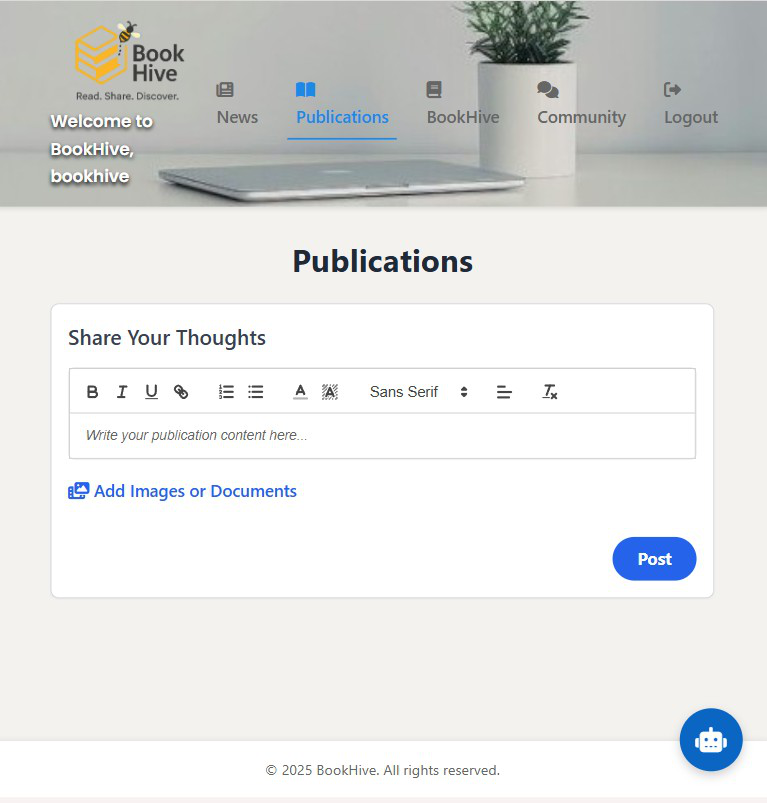 Book
Hive
Read. Share. Discover.
Welcome to
BookHive,
bookhive
News
Publications
BookHive
Community
Logout
Publications
Share Your Thoughts
B I U
A A Sans Serif Tx
Write your publication content here...
Add Images or Documents
Post
© 2025 BookHive. All rights reserved.